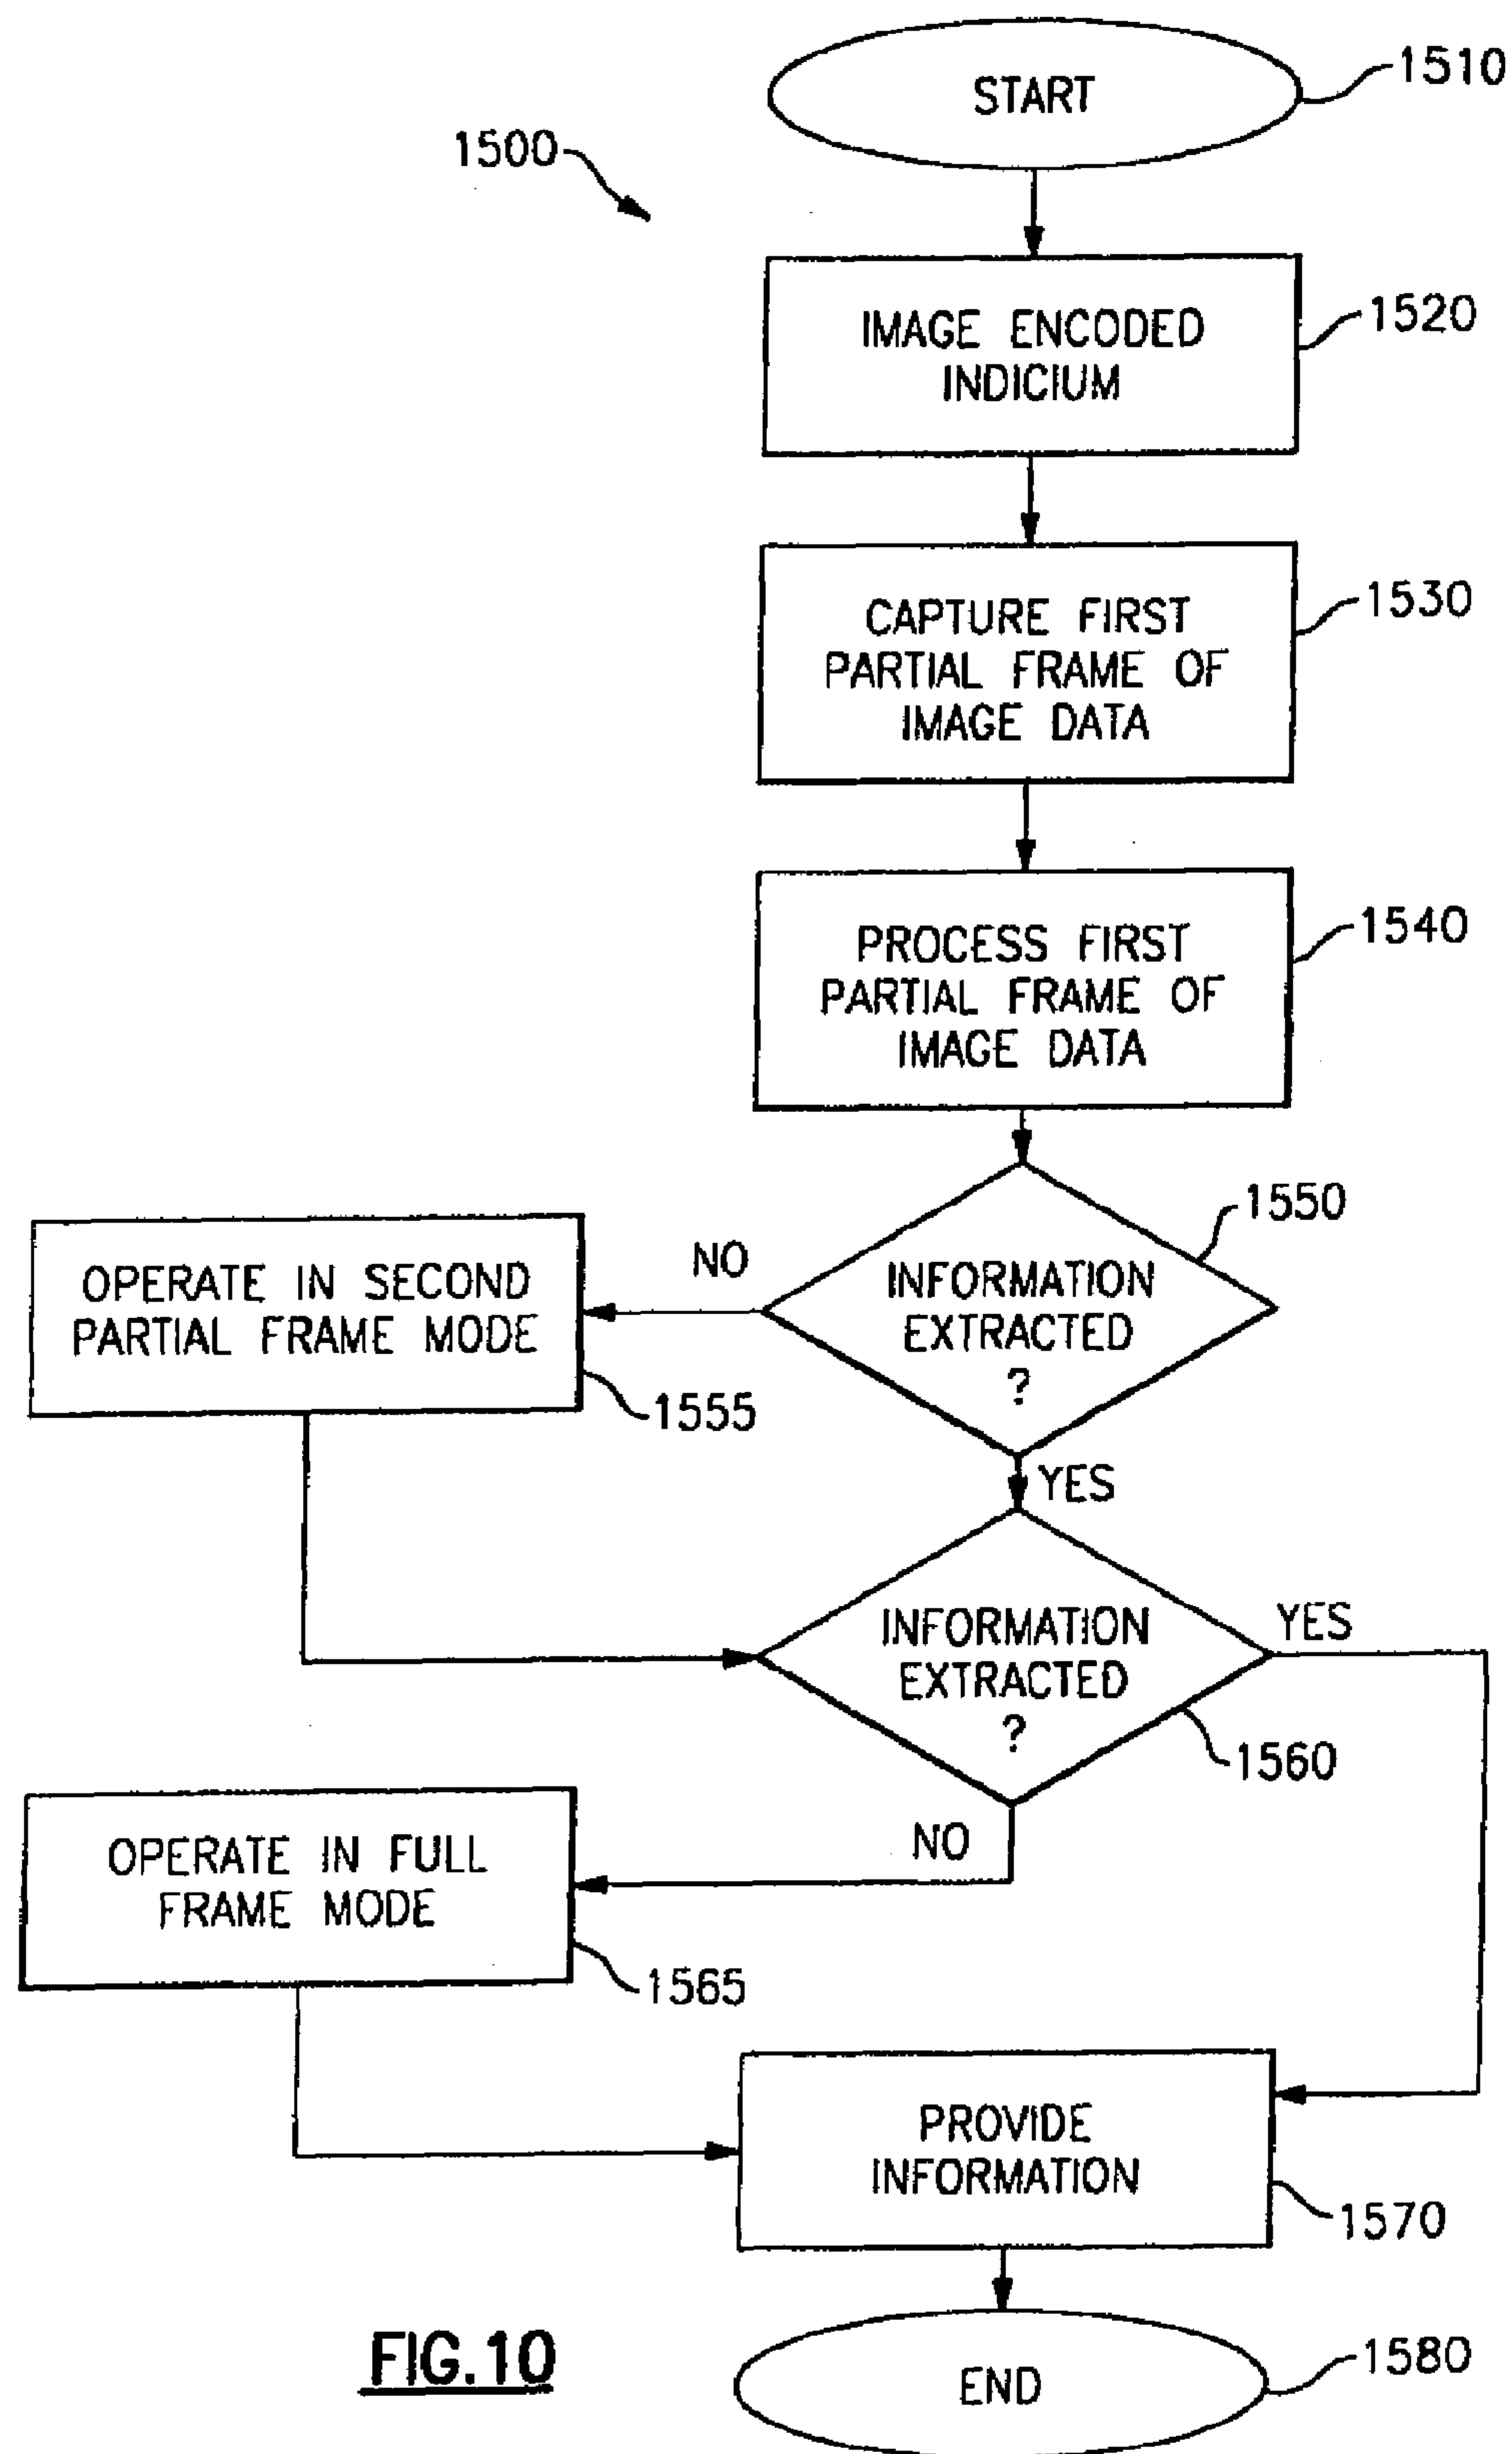 START
1510
1500
IMAGE ENCODED
INDICIUM
1520
CAPTURE FIRST
PARTIAL FRAME OF
IMAGE DATA
1530
PROCESS FIRST
PARTIAL FRAME OF
IMAGE DATA
1540
INFORMATION
EXTRACTED
?
1550
NO
OPERATE IN SECOND
PARTIAL FRAME MODE
1555
YES
INFORMATION
EXTRACTED
?
YES
1560
NO
OPERATE IN FULL
FRAME MODE
1565
PROVIDE
INFORMATION
1570
END
1580
FIG.10